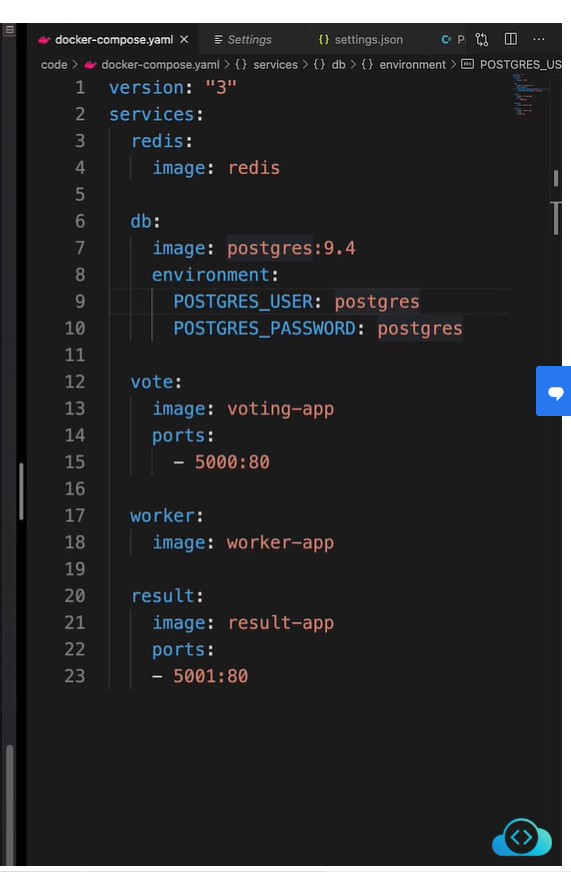 docker-compose.yaml Settings settings.json P
code > docker-compose.yaml > {} services > {} db > {} environment > POSTGRES_US
1 version: "3"
2 services:
3 redis:
4 image: redis
5
6 db:
7 image: postgres:9.4
8 environment:
9 POSTGRES_USER: postgres
10 POSTGRES_PASSWORD: postgres
11
12 vote:
13 image: voting-app
14 ports:
15 - 5000:80
16
17 worker:
18 image: worker-app
19
20 result:
21 image: result-app
22 ports:
23 - 5001:80